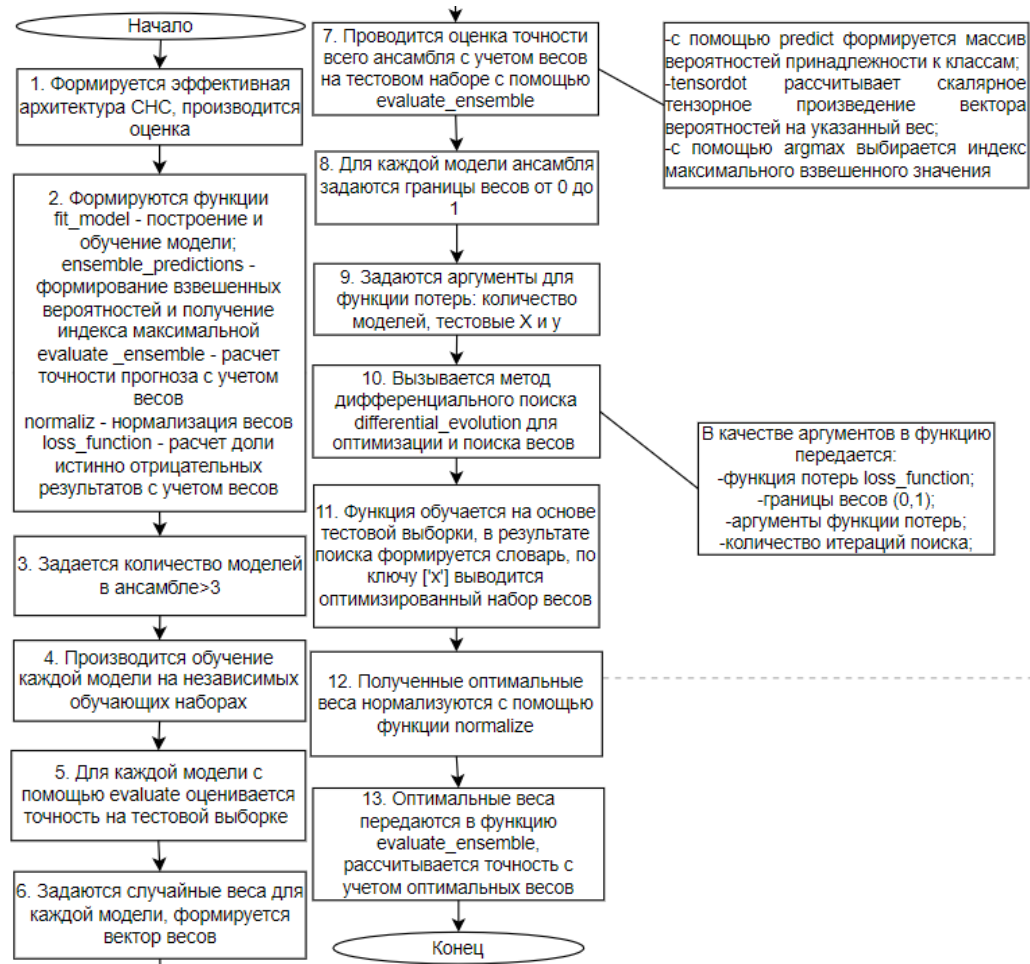 Начало
1. Формируется эффективная
архитектура СНС, производится
оценка
2. Формируются функции
fit_model - построение и
обучение модели;
ensemble_predictions -
формирование взвешенных
вероятностей и получение
индекса максимальной
evaluate _ensemble - расчет
точности прогноза с учетом
весов
normaliz - нормализация весов
loss_function - расчет доли
истинно отрицательных
результатов с учетом весов
3. Задается количество моделей
в ансамбле>3
4. Производится обучение
каждой модели на независимых
обучающих наборах
5. Для каждой модели с
помощью evaluate оценивается
точность на тестовой выборке
6. Задаются случайные веса для
каждой модели, формируется
вектор весов
7. Проводится оценка точности
всего ансамбля с учетом весов
на тестовом наборе с помощью
evaluate_ensemble
-с помощью predict формируется массив
вероятностей принадлежности к классам;
-tensordot рассчитывает скалярное
тензорное произведение вектора
вероятностей на указанный вес;
-с помощью argmax выбирается индекс
максимального взвешенного значения
8. Для каждой модели ансамбля
задаются границы весов от 0 до
1
9. Задаются аргументы для
функции потерь: количество
моделей, тестовые X и y
10. Вызывается метод
дифференциального поиска
differential_evolution для
оптимизации и поиска весов
В качестве аргументов в функцию
передается:
-функция потерь loss_function;
-границы весов (0,1);
-аргументы функции потерь;
-количество итераций поиска;
11. Функция обучается на основе
тестовой выборки, в результате
поиска формируется словарь, по
ключу ['x'] выводится
оптимизированный набор весов
12. Полученные оптимальные
веса нормализуются с помощью
функции normalize
13. Оптимальные веса
передаются в функцию
evaluate_ensemble,
рассчитывается точность с
учетом оптимальных весов
Конец